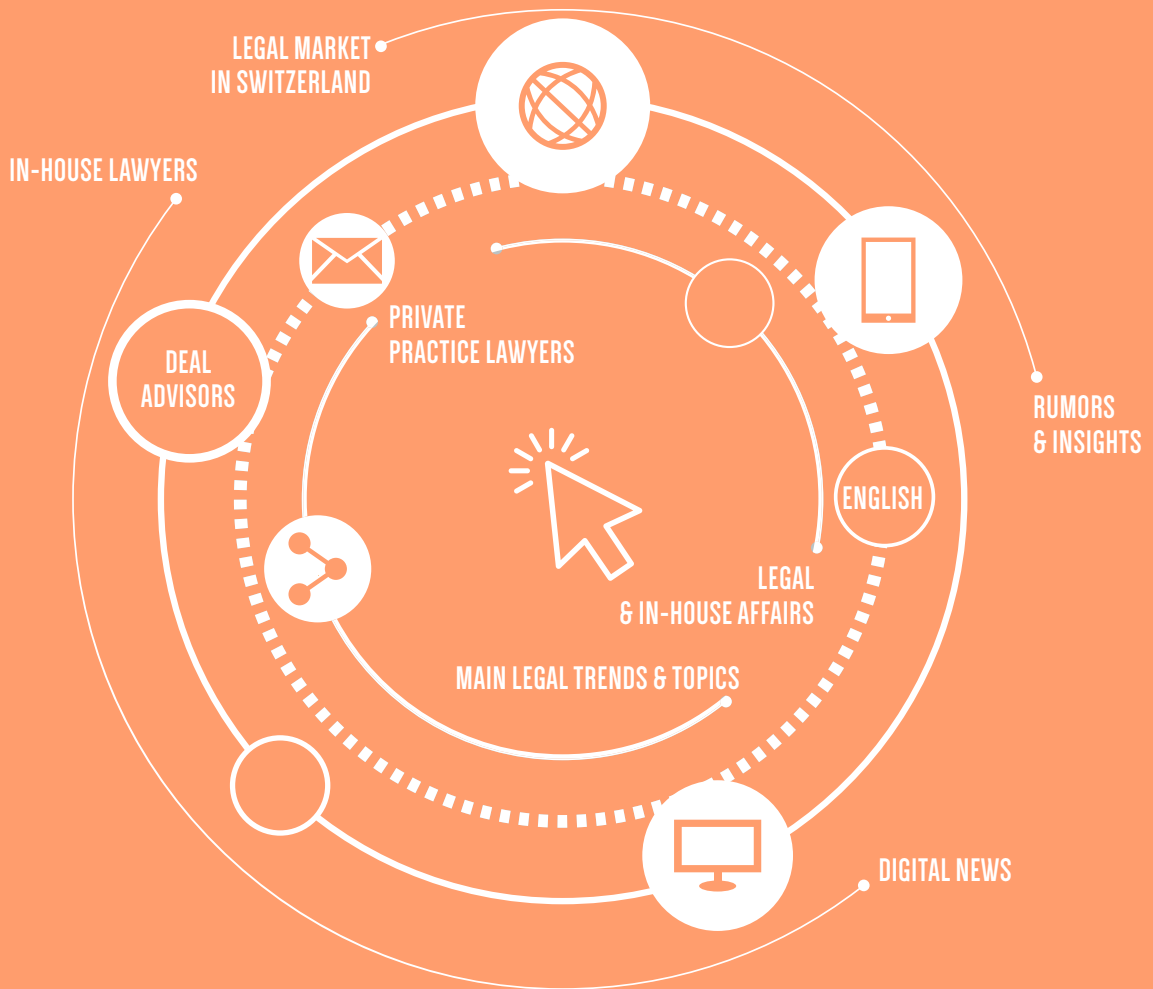 LEGAL MARKET
IN SWITZERLAND
IN-HOUSE LAWYERS
PRIVATE
PRACTICE LAWYERS
DEAL
ADVISORS
RUMORS
& INSIGHTS
ENGLISH
LEGAL
& IN-HOUSE AFFAIRS
MAIN LEGAL TRENDS & TOPICS
DIGITAL NEWS